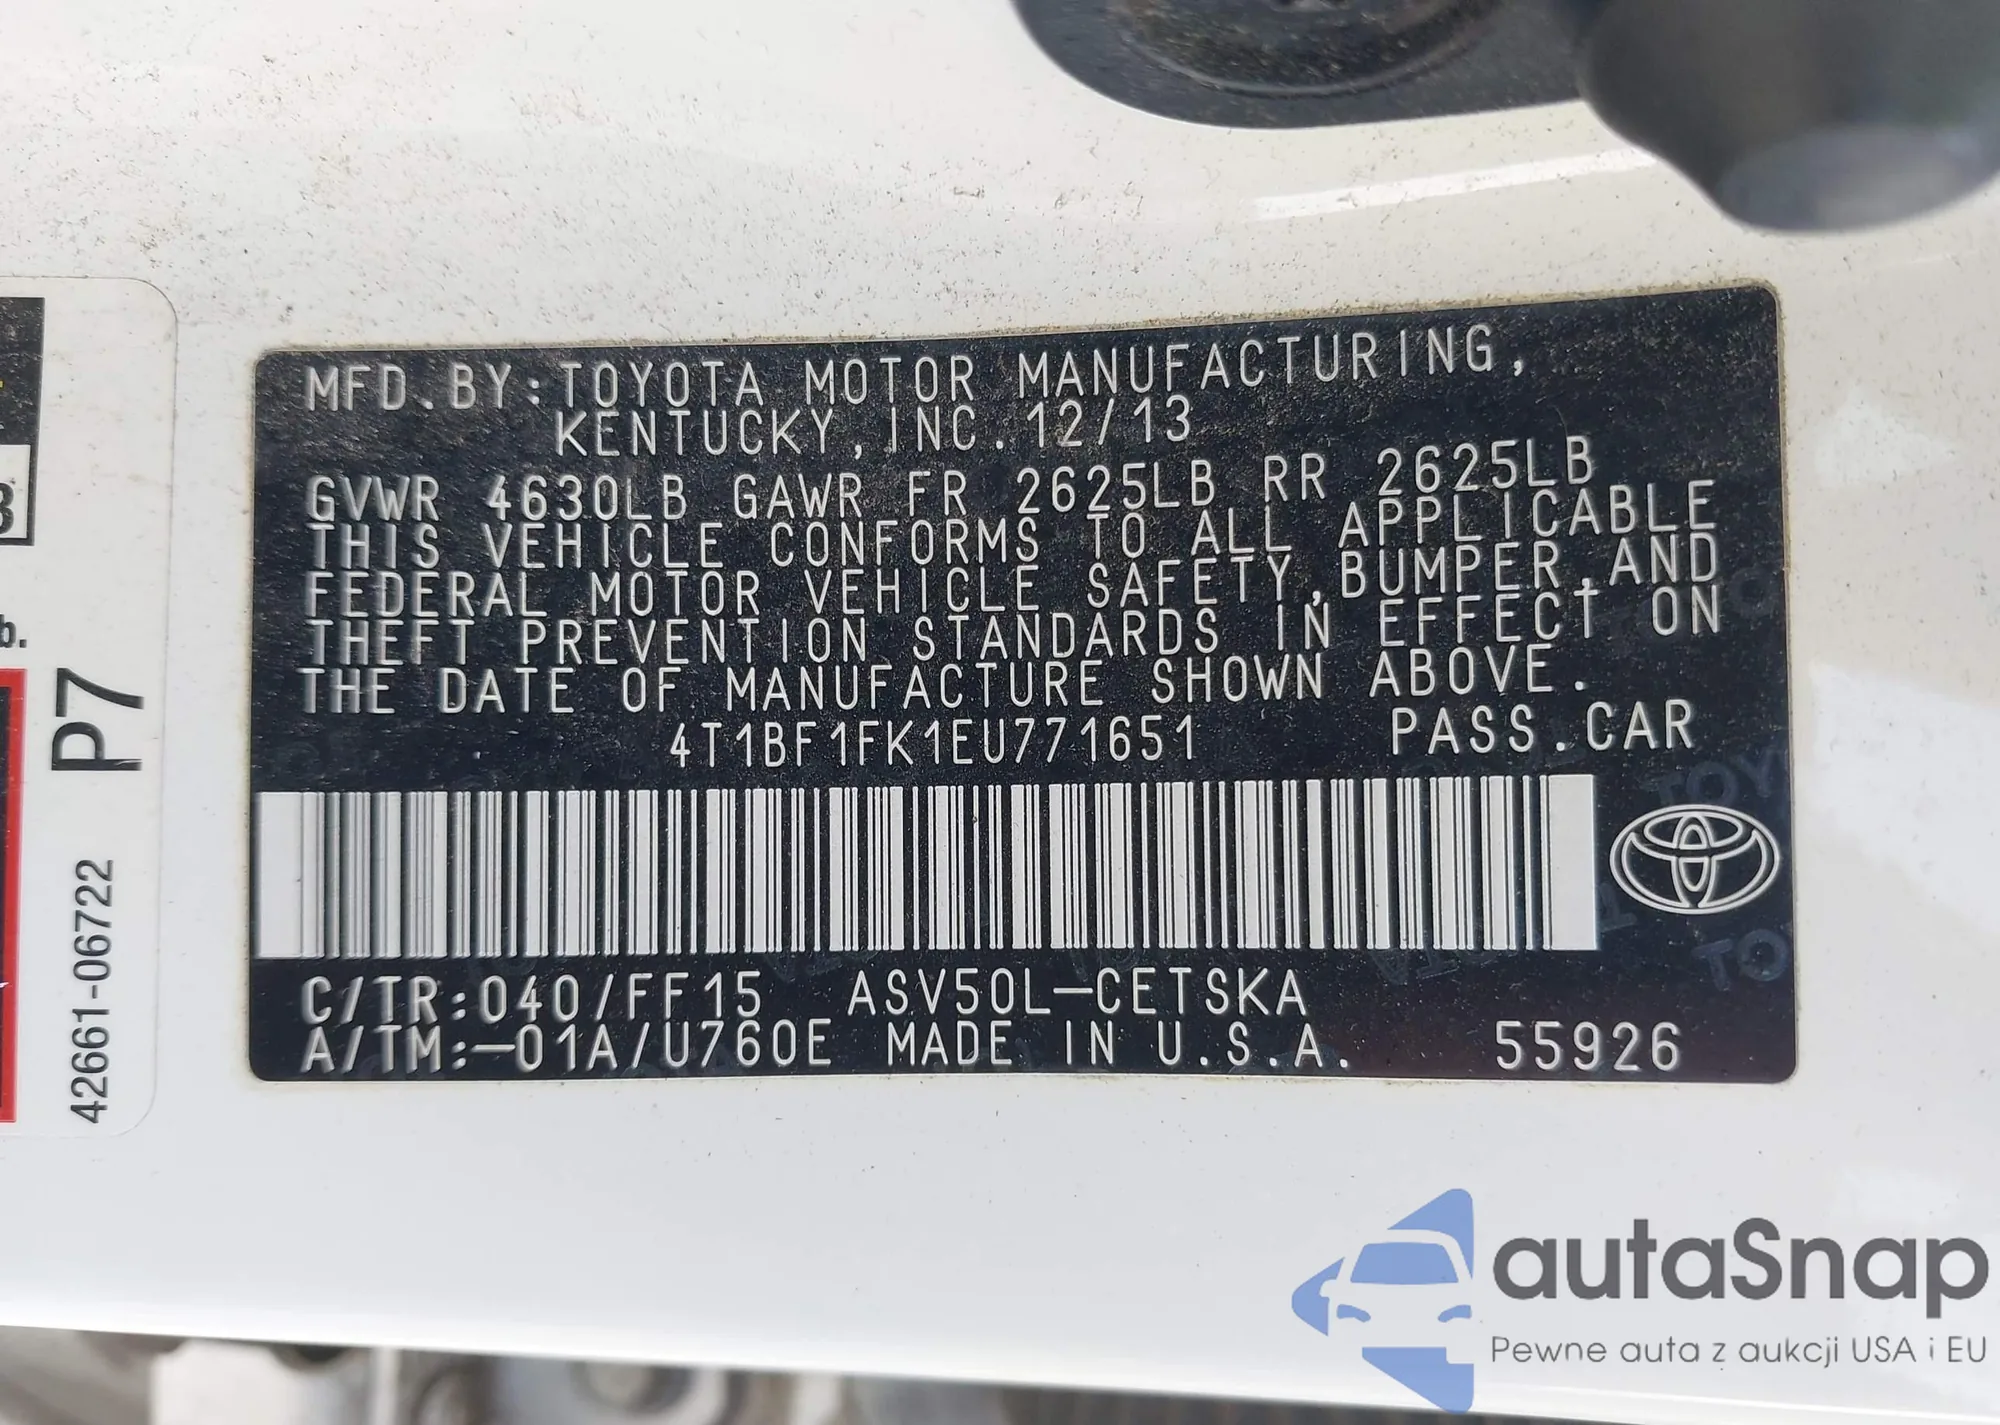 MFD.BY:TOYOTA MOTOR MANUFACTURING,
KENTUCKY,INC. 12/13
GVWR 4630LB GAWR FR 2625LB RR 2625LB
THIS VEHICLE CONFORMS TO ALL APPLICABLE
FEDERAL MOTOR VEHICLE SAFETY,BUMPER,AND
THEFT PREVENTION STANDARDS IN EFFECT ON
THE DATE OF MANUFACTURE SHOWN ABOVE.
4T1BF1FK1EU771651 PASS.CAR
C/TR:040/FF15 ASV50L-CETSKA
A/TM:-01A/U760E MADE IN U.S.A. 55926
P7
42661-06722
b.
autaSnap
Pewne auta z aukcji USA i EU